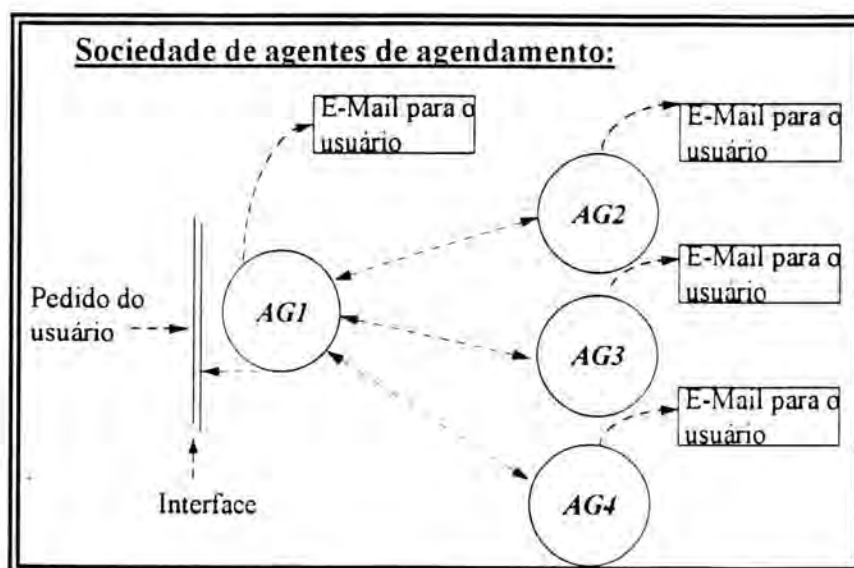 Sociedade de agentes de agendamento:
E-Mail para o
usuário
E-Mail para o
usuário
AG2
E-Mail para o
usuário
Pedido do
usuário
AG1
AG3
E-Mail para o
usuário
Interface
AG4